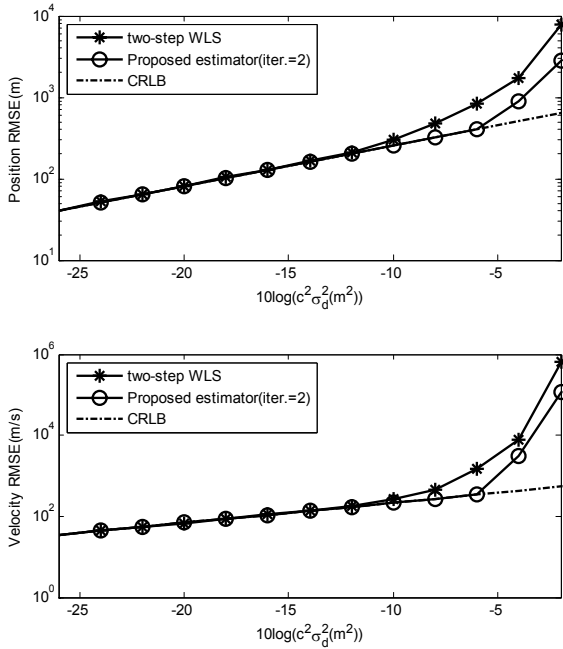 10^4
10^3
10^2
10^1
Position RMSE(m)
two-step WLS
Proposed estimator(iter.=2)
CRLB
-25 -20 -15 -10 -5
10log(c^2σ_d^2(m^2))
10^6
10^4
10^2
10^0
Velocity RMSE(m/s)
two-step WLS
Proposed estimator(iter.=2)
CRLB
-25 -20 -15 -10 -5
10log(c^2σ_d^2(m^2))